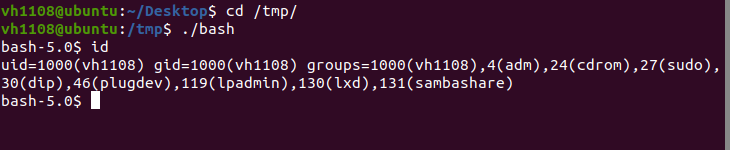 vh1108@ubuntu:~/Desktop$ cd /tmp/
vh1108@ubuntu:/tmp$ ./bash
bash-5.0$ id
uid=1000(vh1108) gid=1000(vh1108) groups=1000(vh1108),4(adm),24(cdrom),27(sudo),
30(dip),46(plugdev),119(lpadmin),130(lxd),131(sambashare)
bash-5.0$